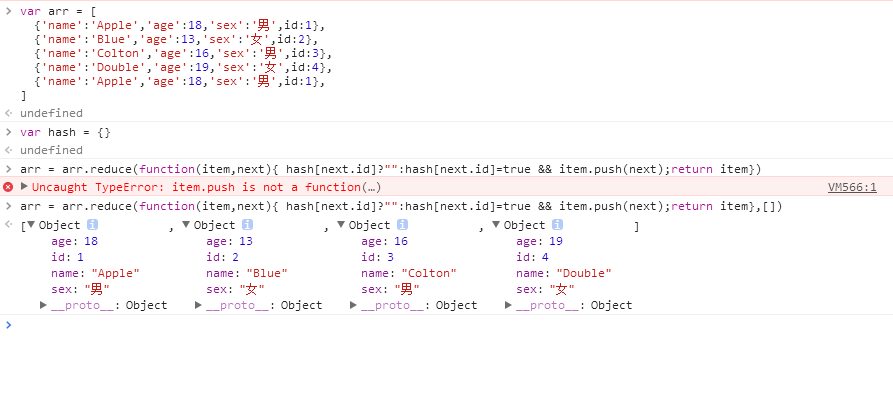 var arr = [
{'name':'Apple','age':18,'sex':'男',id:1},
{'name':'Blue','age':13,'sex':'女',id:2},
{'name':'Colton','age':16,'sex':'男',id:3},
{'name':'Double','age':19,'sex':'女',id:4},
{'name':'Apple','age':18,'sex':'男',id:1},
]
undefined
var hash = {}
undefined
arr = arr.reduce(function(item,next){ hash[next.id]?"":hash[next.id]=true && item.push(next);return item})
Uncaught TypeError: item.push is not a function(…) VM566:1
arr = arr.reduce(function(item,next){ hash[next.id]?"":hash[next.id]=true && item.push(next);return item},[])
[▼Object i , ▼Object i , ▼Object i , ▼Object i ]
age: 18 age: 13 age: 16 age: 19
id: 1 id: 2 id: 3 id: 4
name: "Apple" name: "Blue" name: "Colton" name: "Double"
sex: "男" sex: "女" sex: "男" sex: "女"
▶__proto__: Object ▶__proto__: Object ▶__proto__: Object ▶__proto__: Object